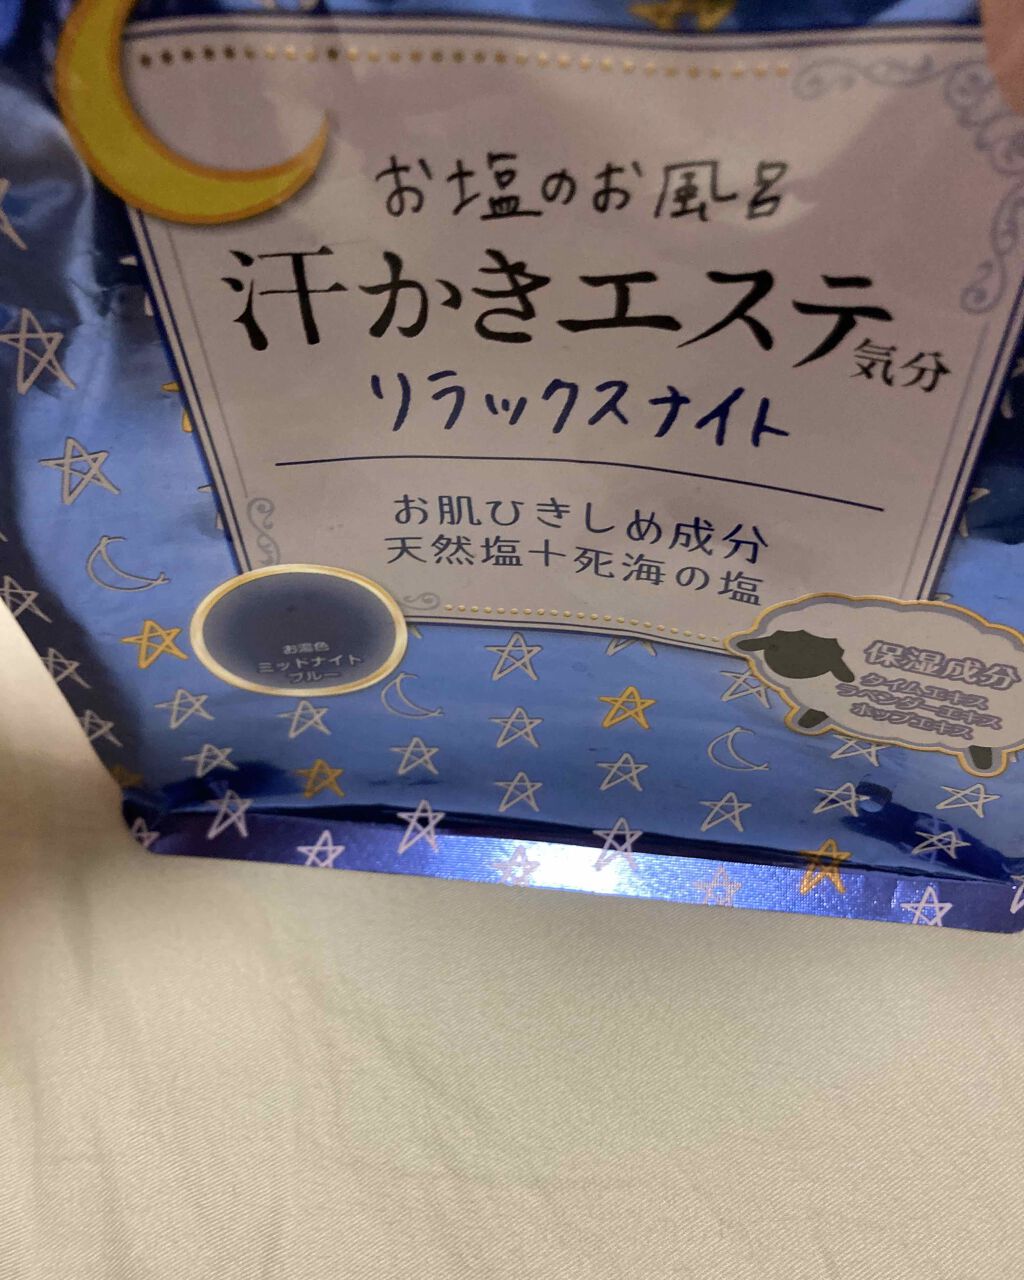 お塩のお風呂
汗かきエステ気分
リラックスナイト
お肌ひきしめ成分
天然塩+死海の塩
お湯色
ミッドナイト
ブルー
保湿成分
タイムエキス
ラベンダーエキス
ホップエキス